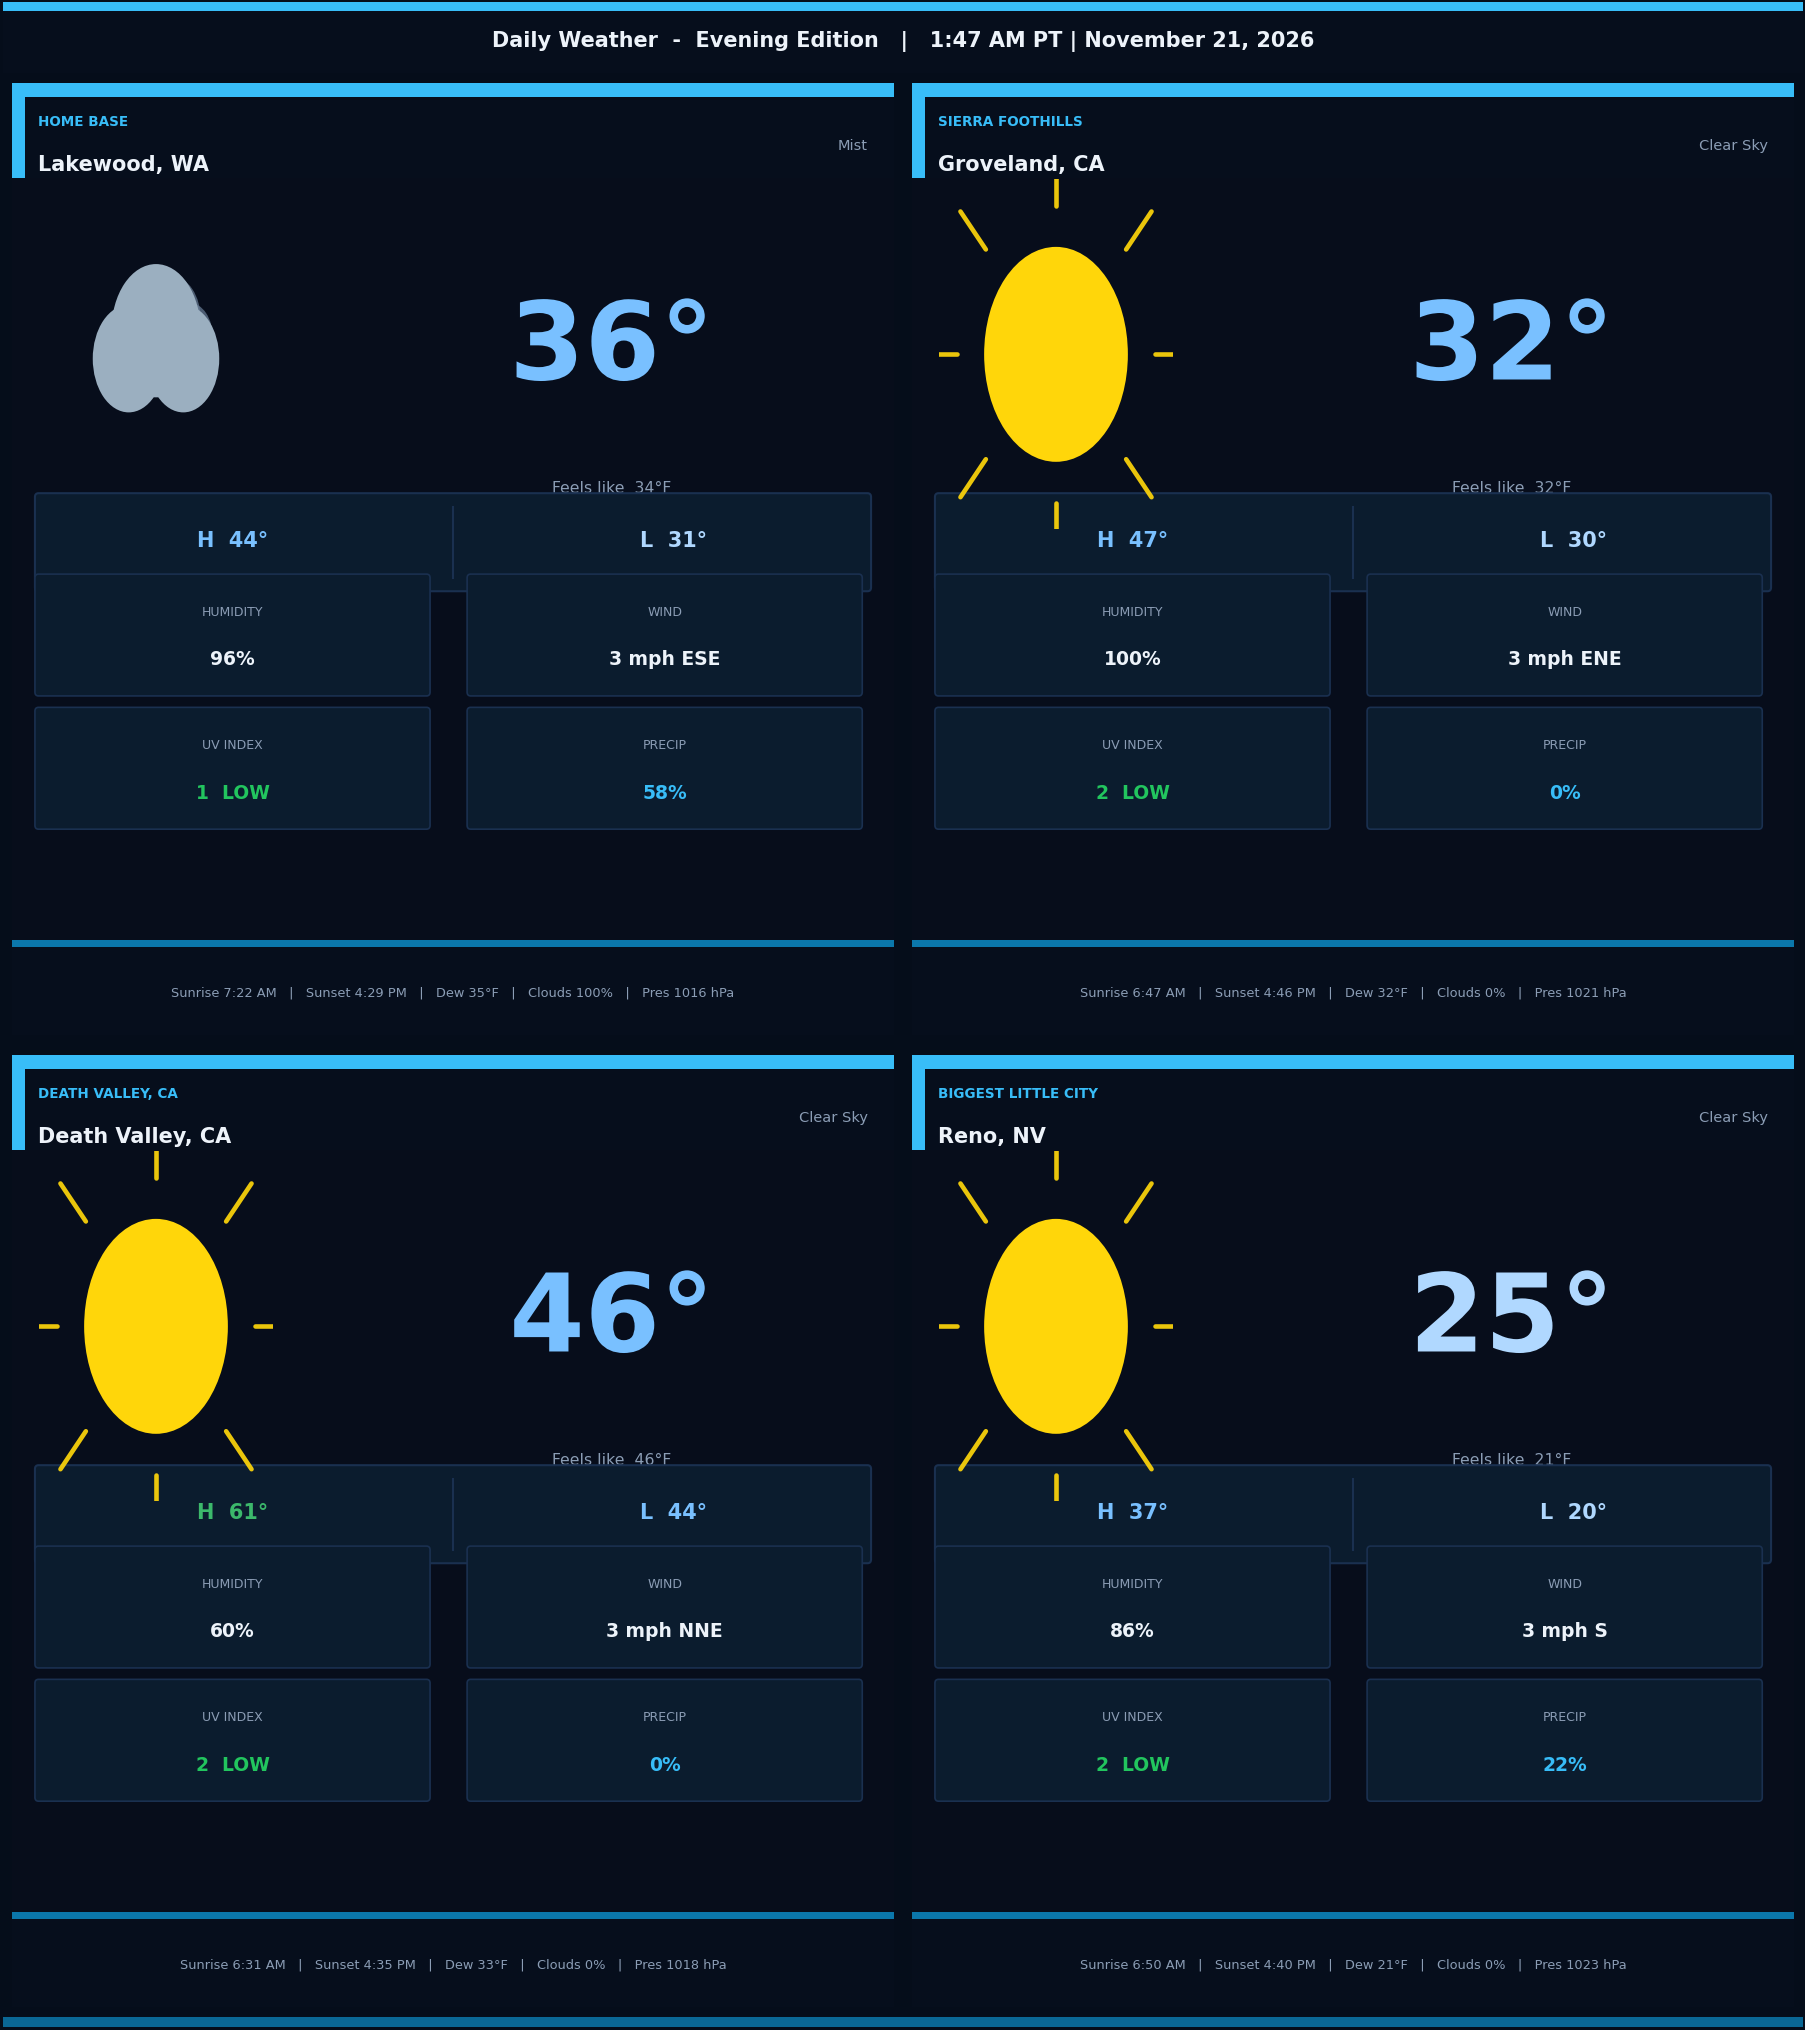 Daily Weather - Evening Edition | 1:47 AM PT | November 21, 2026
HOME BASE
Mist
Lakewood, WA
36°
Feels like 34°F
H 44°
L 31°
HUMIDITY
96%
WIND
3 mph ESE
UV INDEX
1 LOW
PRECIP
58%
Sunrise 7:22 AM | Sunset 4:29 PM | Dew 35°F | Clouds 100% | Pres 1016 hPa
SIERRA FOOTHILLS
Clear Sky
Groveland, CA
32°
Feels like 32°F
H 47°
L 30°
HUMIDITY
100%
WIND
3 mph ENE
UV INDEX
2 LOW
PRECIP
0%
Sunrise 6:47 AM | Sunset 4:46 PM | Dew 32°F | Clouds 0% | Pres 1021 hPa
DEATH VALLEY, CA
Clear Sky
Death Valley, CA
46°
Feels like 46°F
H 61°
L 44°
HUMIDITY
60%
WIND
3 mph NNE
UV INDEX
2 LOW
PRECIP
0%
Sunrise 6:31 AM | Sunset 4:35 PM | Dew 33°F | Clouds 0% | Pres 1018 hPa
BIGGEST LITTLE CITY
Clear Sky
Reno, NV
25°
Feels like 21°F
H 37°
L 20°
HUMIDITY
86%
WIND
3 mph S
UV INDEX
2 LOW
PRECIP
22%
Sunrise 6:50 AM | Sunset 4:40 PM | Dew 21°F | Clouds 0% | Pres 1023 hPa